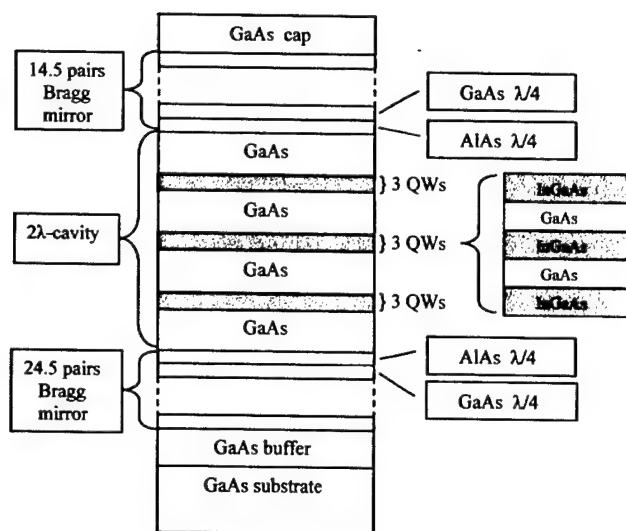 GaAs cap
14.5 pairs
Bragg
mirror
GaAs λ/4
AlAs λ/4
GaAs
} 3 QWs
GaAs
2λ-cavity
} 3 QWs
GaAs
} 3 QWs
GaAs
InGaAs
GaAs
InGaAs
GaAs
InGaAs
24.5 pairs
Bragg
mirror
AlAs λ/4
GaAs λ/4
GaAs buffer
GaAs substrate